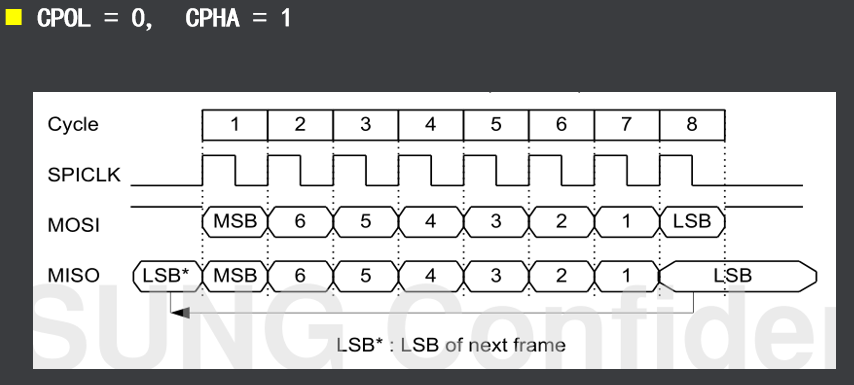 CPOL = 0, CPHA = 1
Cycle 1 2 3 4 5 6 7 8
SPICLK
MOSI MSB 6 5 4 3 2 1 LSB
MISO LSB* MSB 6 5 4 3 2 1 LSB
LSB* : LSB of next frame
SUNG Confiden